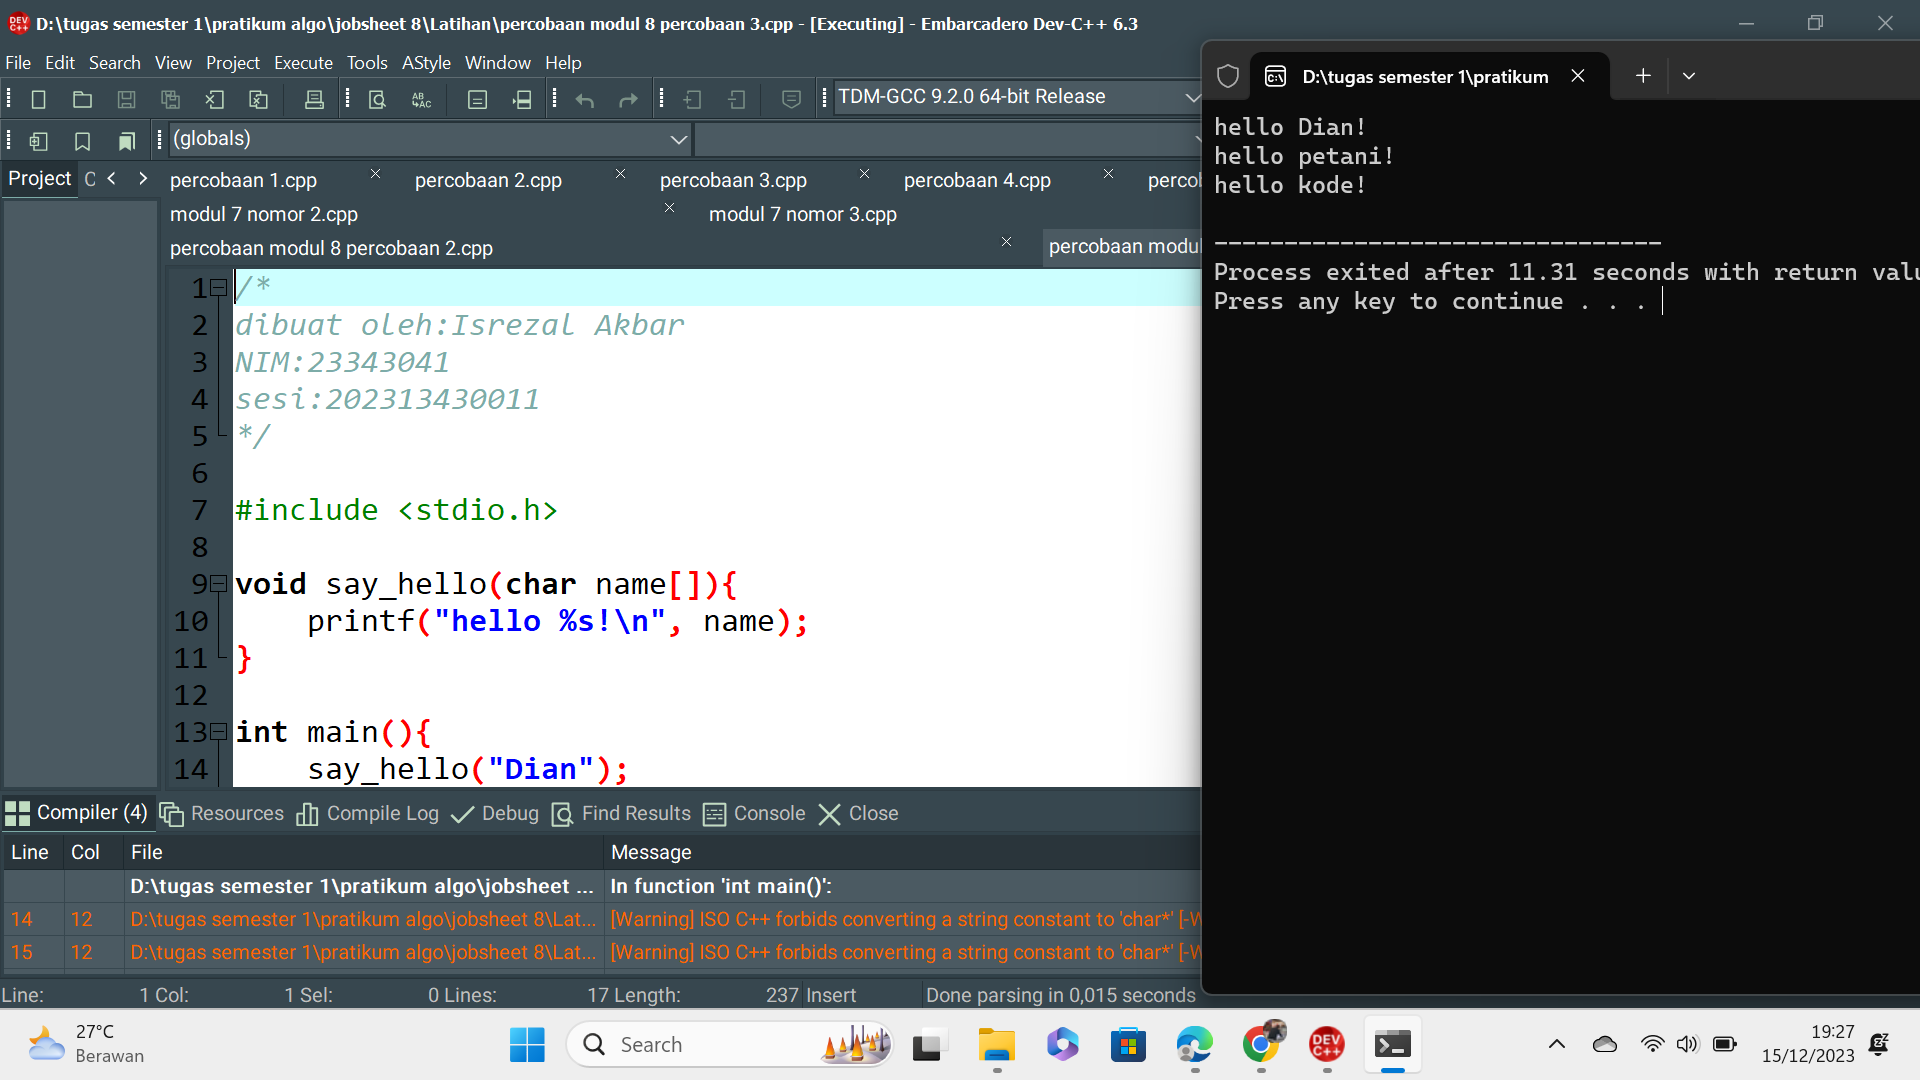 D:\tugas semester 1\pratikum algo\jobsheet 8\Latihan\percobaan modul 8 percobaan 3.cpp - [Executing] - Embarcadero Dev-C++ 6.3
File Edit Search View Project Execute Tools AStyle Window Help
TDM-GCC 9.2.0 64-bit Release
(globals)
Project
percobaan 1.cpp percobaan 2.cpp percobaan 3.cpp percobaan 4.cpp
modul 7 nomor 2.cpp modul 7 nomor 3.cpp
percobaan modul 8 percobaan 2.cpp percobaan modul
1 /*
2 dibuat oleh:Isrezal Akbar
3 NIM:23343041
4 sesi:202313430011
5 */
6
7 #include <stdio.h>
8
9 void say_hello(char name[]){
10 printf("hello %s!\n", name);
11 }
12
13 int main(){
14 say_hello("Dian");
Compiler (4) Resources Compile Log Debug Find Results Console Close
Line Col File Message
D:\tugas semester 1\pratikum algo\jobsheet ... In function 'int main()':
14 12 D:\tugas semester 1\pratikum algo\jobsheet 8\Lat... [Warning] ISO C++ forbids converting a string constant to 'char*' [-W
15 12 D:\tugas semester 1\pratikum algo\jobsheet 8\Lat... [Warning] ISO C++ forbids converting a string constant to 'char*' [-W
Line: 1 Col: 1 Sel: 0 Lines: 17 Length: 237 Insert Done parsing in 0,015 seconds
D:\tugas semester 1\pratikum
hello Dian!
hello petani!
hello kode!
--------------------------------
Process exited after 11.31 seconds with return valu
Press any key to continue . . .
27°C
Berawan
Search
DEV C++
19:27
15/12/2023